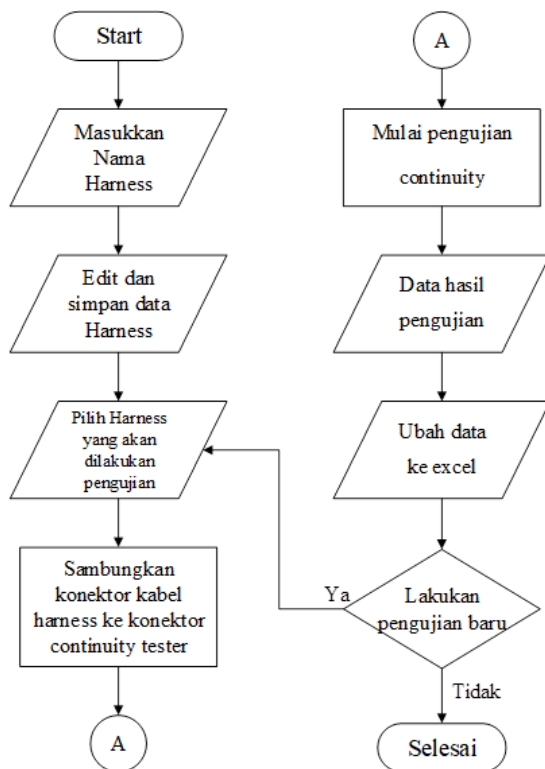 Start
Masukkan
Nama
Harness
Edit dan
simpan data
Harness
Pilih Harness
yang akan
dilakukan
pengujian
Sambungkan
konektor kabel
harness ke konektor
continuity tester
A
A
Mulai pengujian
continuity
Data hasil
pengujian
Ubah data
ke excel
Lakukan
pengujian baru
Ya
Tidak
Selesai